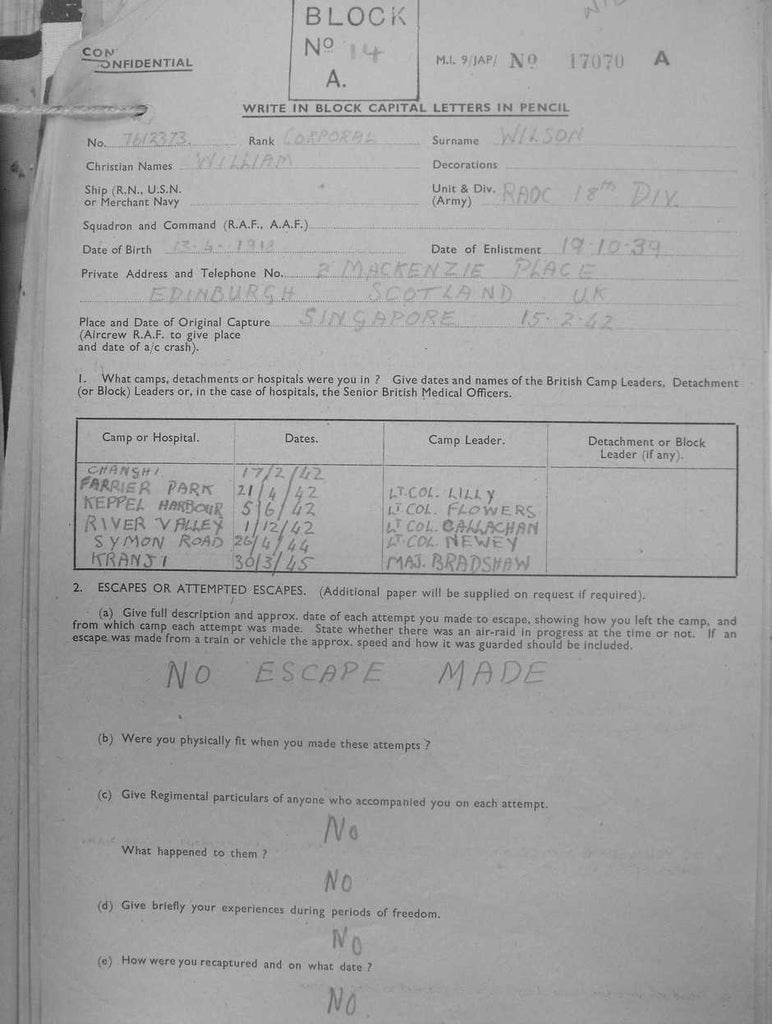 BLOCK
Nº 14
A.
CONFIDENTIAL
M.I. 9/JAP/ Nº 17070 A
WRITE IN BLOCK CAPITAL LETTERS IN PENCIL
No. 7613373. Rank CORPORAL Surname WILSON
Christian Names WILLIAM Decorations
Ship (R.N., U.S.N. or Merchant Navy
Unit & Div. (Army) RAOC 18th DIV.
Squadron and Command (R.A.F., A.A.F.)
Date of Birth 13-4-1918 Date of Enlistment 19-10-39
Private Address and Telephone No. 2 MACKENZIE PLACE
EDINBURGH SCOTLAND UK
Place and Date of Original Capture SINGAPORE 15-2-42
(Aircrew R.A.F. to give place
and date of a/c crash).
1. What camps, detachments or hospitals were you in ? Give dates and names of the British Camp Leaders, Detachment
(or Block) Leaders or, in the case of hospitals, the Senior British Medical Officers.
Camp or Hospital. Dates. Camp Leader. Detachment or Block Leader (if any).
CHANGHI 17/2/42
FARRIER PARK 21/4/42 LT.COL. LILLY
KEPPEL HARBOUR 5/6/42 LT COL. FLOWERS
RIVER VALLEY 1/12/42 LT COL. CALLACHAN
SYMON ROAD 26/4/44 LT.COL. NEWEY
KRANJI 30/3/45 MAJ. BRADSHAW
2. ESCAPES OR ATTEMPTED ESCAPES. (Additional paper will be supplied on request if required).
(a) Give full description and approx. date of each attempt you made to escape, showing how you left the camp, and
from which camp each attempt was made. State whether there was an air-raid in progress at the time or not. If an
escape was made from a train or vehicle the approx. speed and how it was guarded should be included.
NO ESCAPE MADE
(b) Were you physically fit when you made these attempts ?
(c) Give Regimental particulars of anyone who accompanied you on each attempt.
No
What happened to them ?
NO
(d) Give briefly your experiences during periods of freedom.
No
(e) How were you recaptured and on what date ?
NO